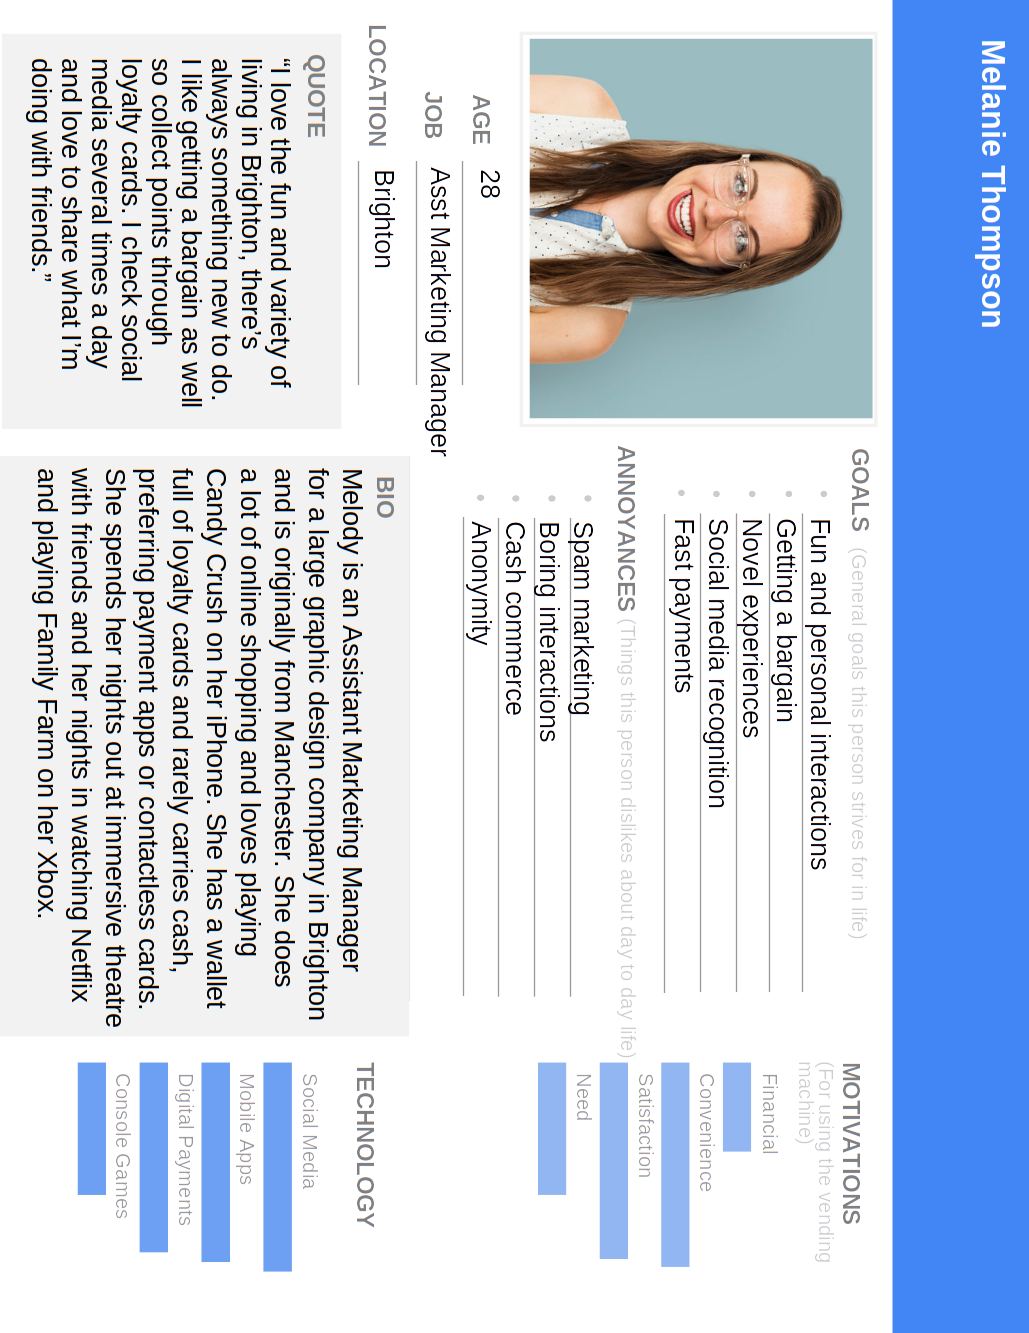 Melanie Thompson
AGE 28
JOB Asst Marketing Manager
LOCATION Brighton
QUOTE
“I love the fun and variety of
living in Brighton, there’s
always something new to do.
I like getting a bargain as well
so collect points through
loyalty cards. I check social
media several times a day
and love to share what I’m
doing with friends.”
GOALS (General goals this person strives for in life)
Fun and personal interactions
Getting a bargain
Novel experiences
Social media recognition
Fast payments
ANNOYANCES (Things this person dislikes about day to day life)
Spam marketing
Boring interactions
Cash commerce
Anonymity
BIO
Melody is an Assistant Marketing Manager
for a large graphic design company in Brighton
and is originally from Manchester. She does
a lot of online shopping and loves playing
Candy Crush on her iPhone. She has a wallet
full of loyalty cards and rarely carries cash,
preferring payment apps or contactless cards.
She spends her nights out at immersive theatre
with friends and her nights in watching Netflix
and playing Family Farm on her Xbox.
MOTIVATIONS
(For using the vending
machine)
Financial
Convenience
Satisfaction
Need
TECHNOLOGY
Social Media
Mobile Apps
Digital Payments
Console Games